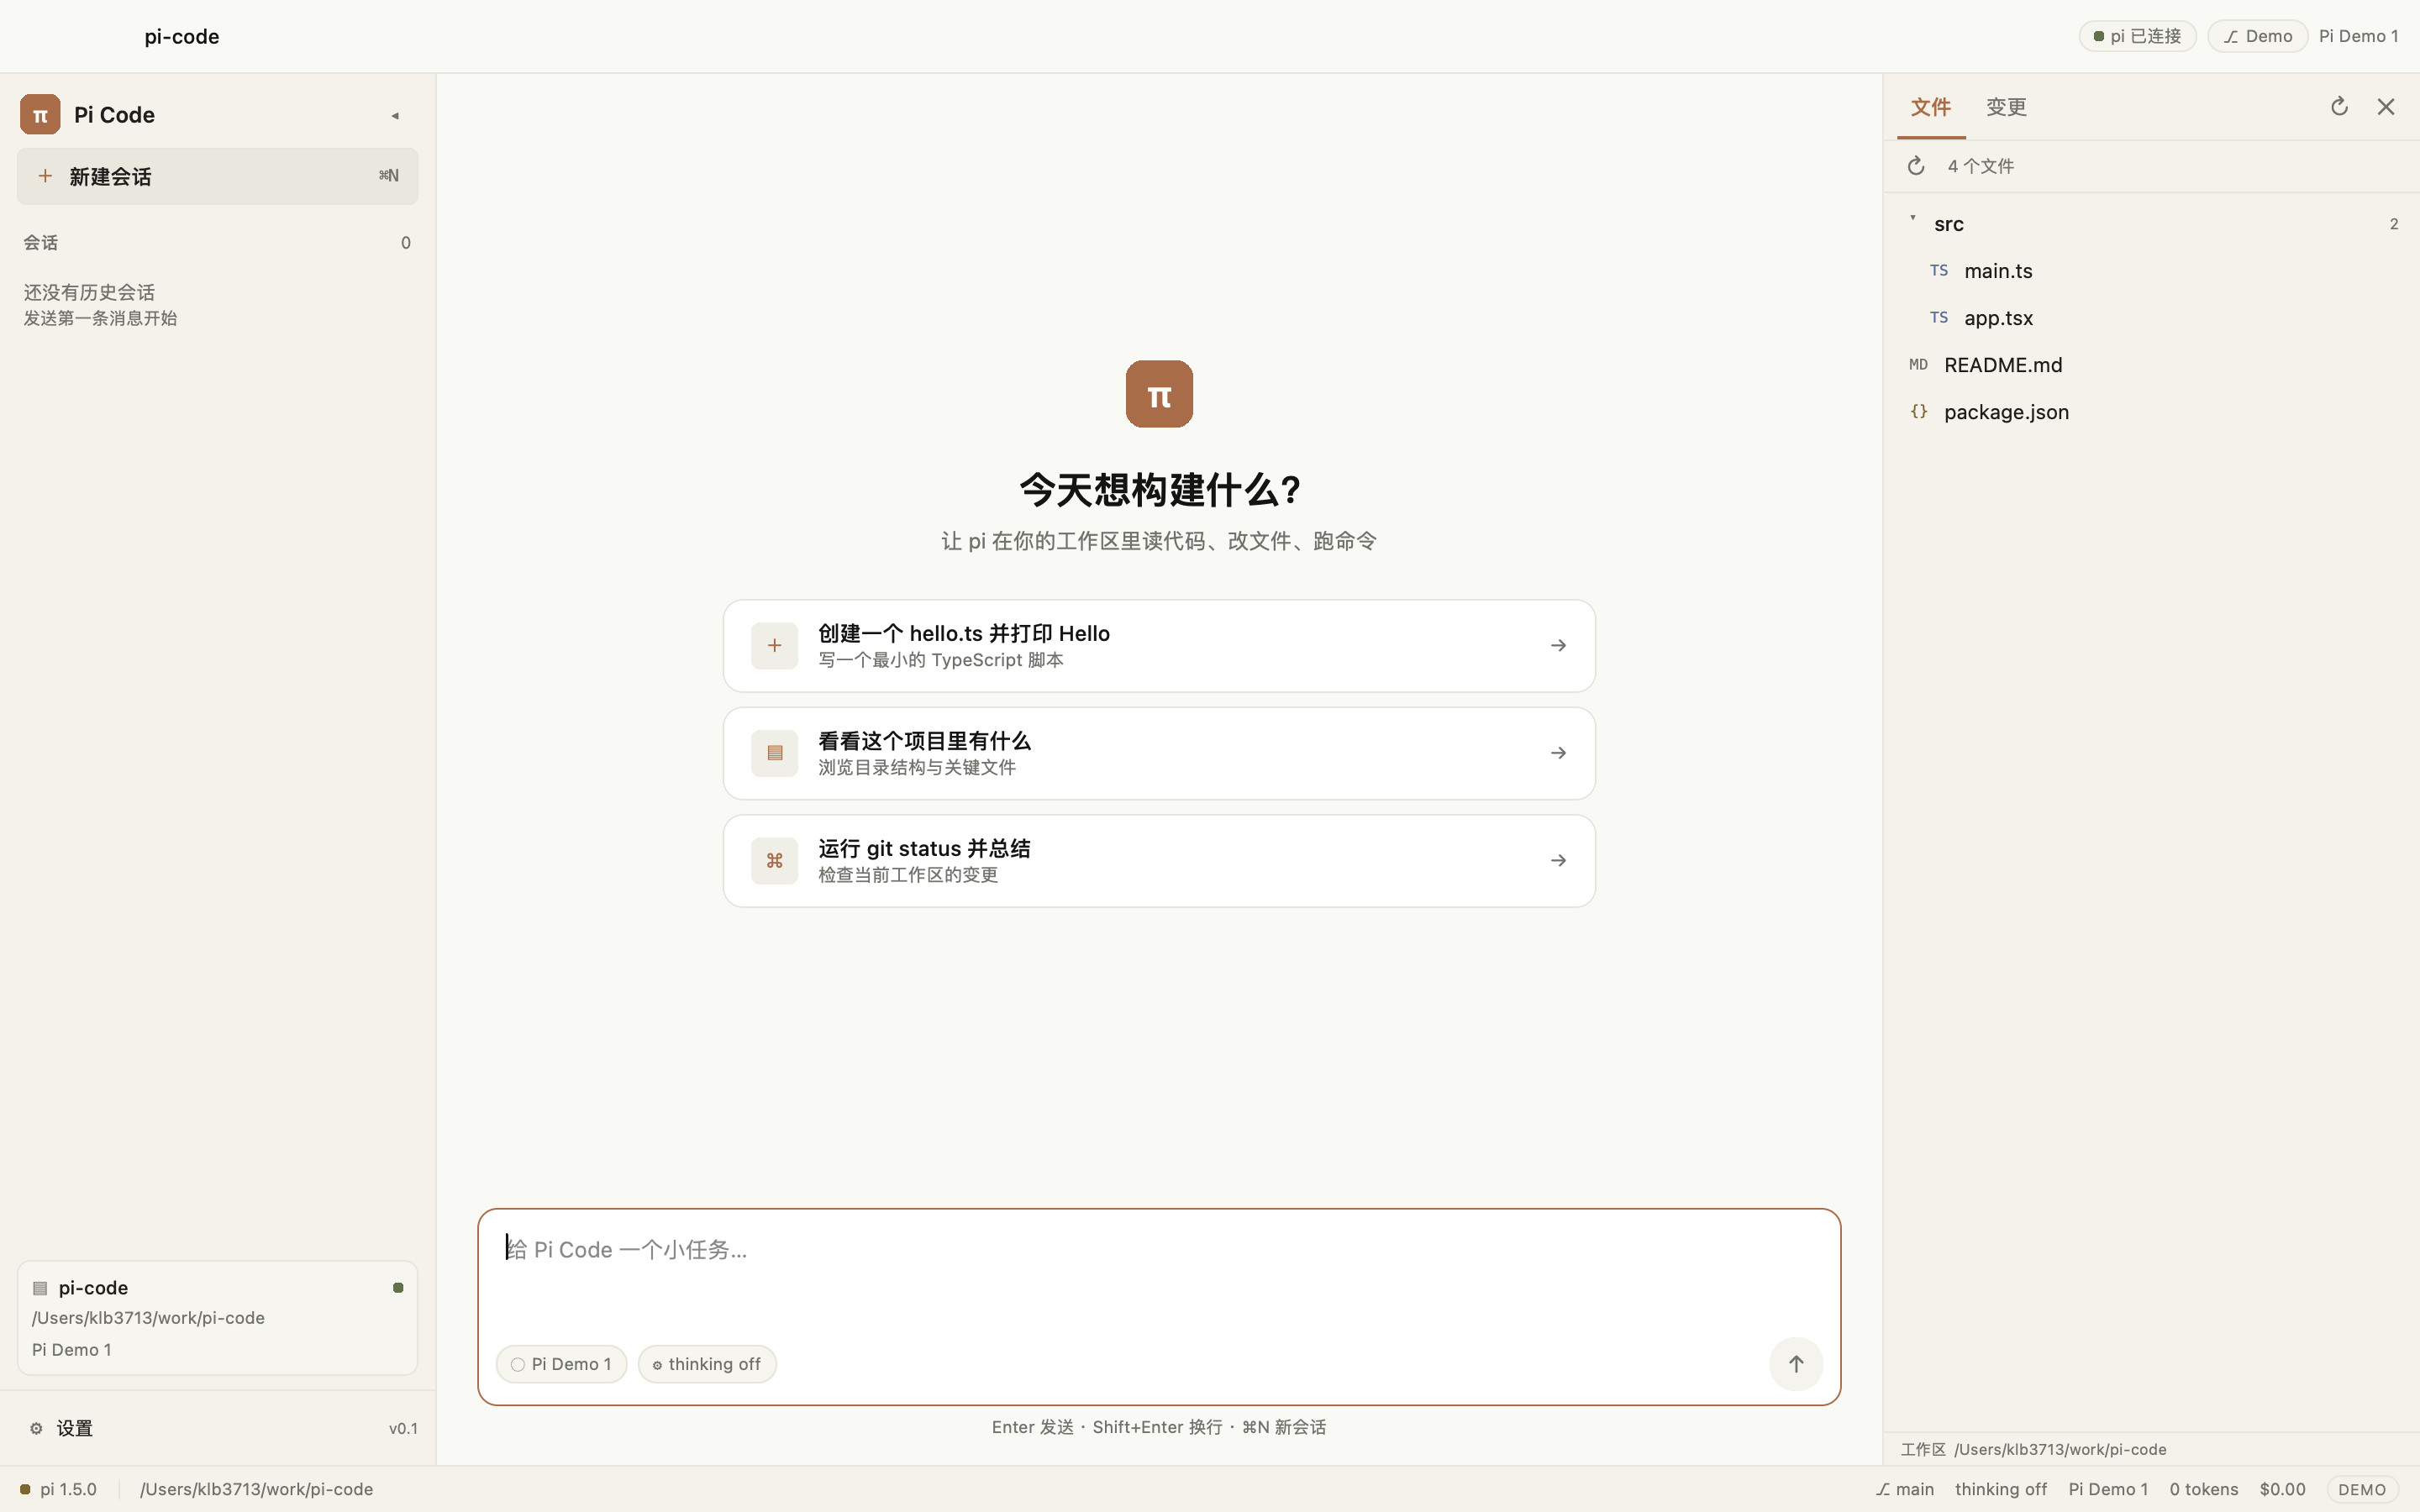 pi-code
pi 已连接
Demo
Pi Demo 1
π
Pi Code
+ 新建会话
⌘N
会话
0
还没有历史会话
发送第一条消息开始
pi-code
/Users/klb3713/work/pi-code
Pi Demo 1
设置
v0.1
π
今天想构建什么?
让 pi 在你的工作区里读代码、改文件、跑命令
创建一个 hello.ts 并打印 Hello
写一个最小的 TypeScript 脚本
看看这个项目里有什么
浏览目录结构与关键文件
⌘
运行 git status 并总结
检查当前工作区的变更
给 Pi Code 一个小任务...
Pi Demo 1
thinking off
Enter 发送 · Shift+Enter 换行 · ⌘N 新会话
文件
变更
4 个文件
src
2
TS main.ts
TS app.tsx
MD README.md
{} package.json
工作区 /Users/klb3713/work/pi-code
pi 1.5.0
/Users/klb3713/work/pi-code
main
thinking off
Pi Demo 1
0 tokens
$0.00
DEMO